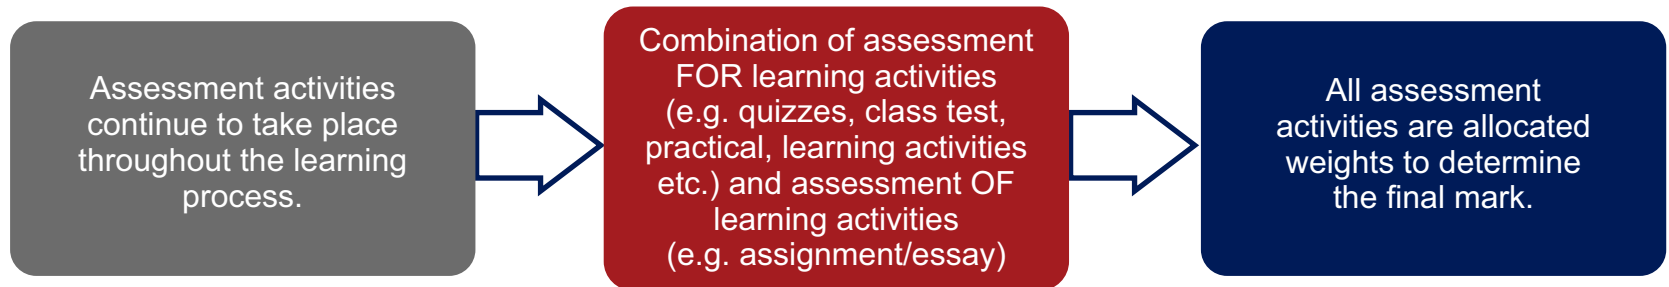 Assessment activities
continue to take place
throughout the learning
process.
Combination of assessment
FOR learning activities
(e.g. quizzes, class test,
practical, learning activities
etc.) and assessment OF
learning activities
(e.g. assignment/essay)
All assessment
activities are allocated
weights to determine
the final mark.